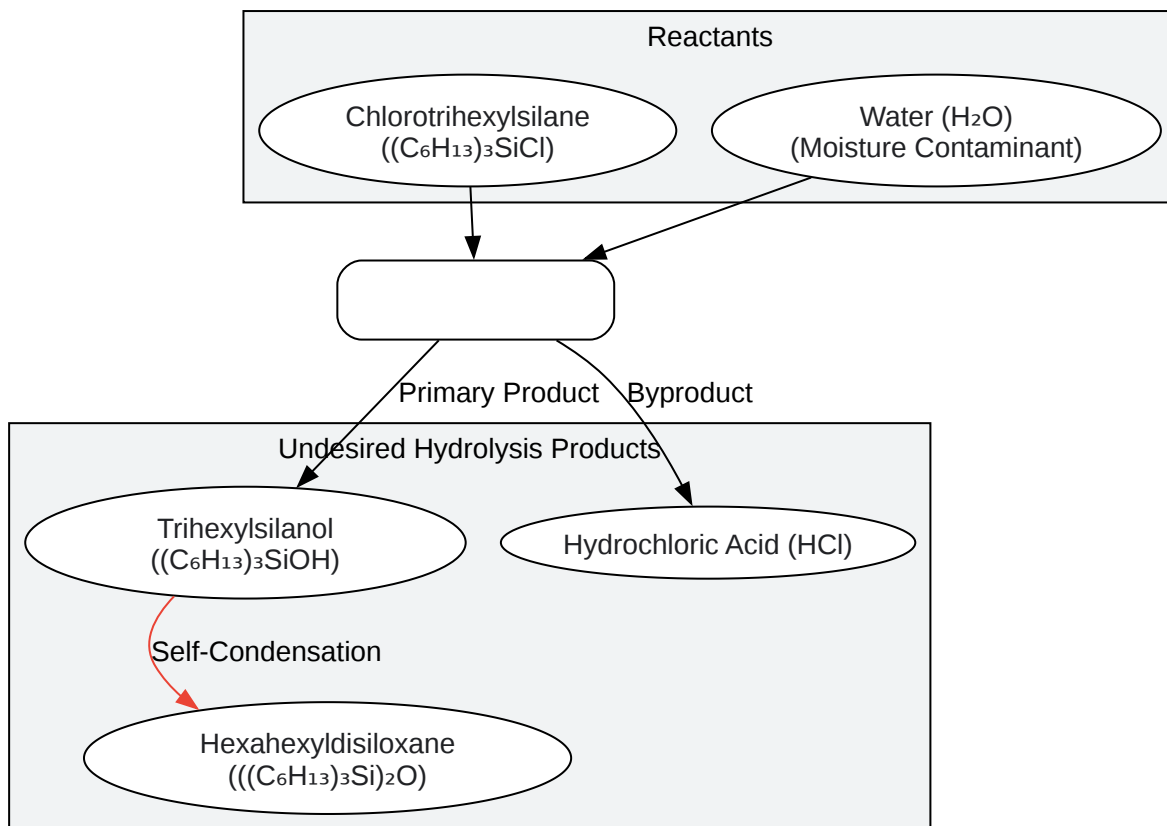 Reactants
Chlorotrihexylsilane
((C₆H₁₃)₃SiCl)
Water (H₂O)
(Moisture Contaminant)
Primary Product
Byproduct
Undesired Hydrolysis Products
Trihexylsilanol
((C₆H₁₃)₃SiOH)
Hydrochloric Acid (HCl)
Self-Condensation
Hexahexyldisiloxane
(((C₆H₁₃)₃Si)₂O)